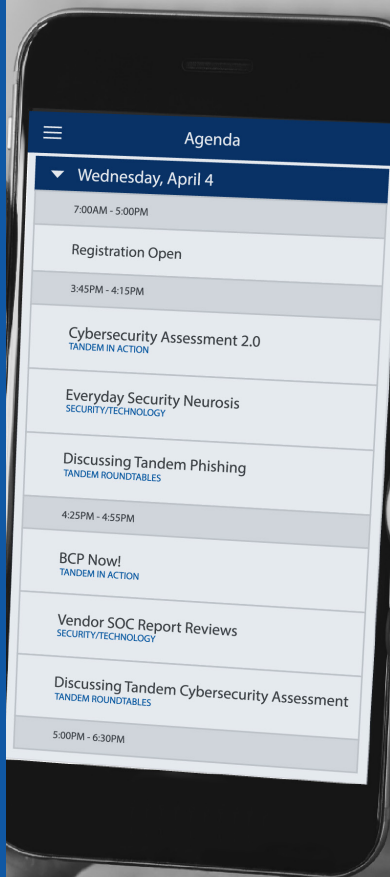 Agenda
Wednesday, April 4
7:00AM - 5:00PM
Registration Open
3:45PM - 4:15PM
Cybersecurity Assessment 2.0
TANDEM IN ACTION
Everyday Security Neurosis
SECURITY/TECHNOLOGY
Discussing Tandem Phishing
TANDEM ROUNDTABLES
4:25PM - 4:55PM
BCP Now!
TANDEM IN ACTION
Vendor SOC Report Reviews
SECURITY/TECHNOLOGY
Discussing Tandem Cybersecurity Assessment
TANDEM ROUNDTABLES
5:00PM - 6:30PM